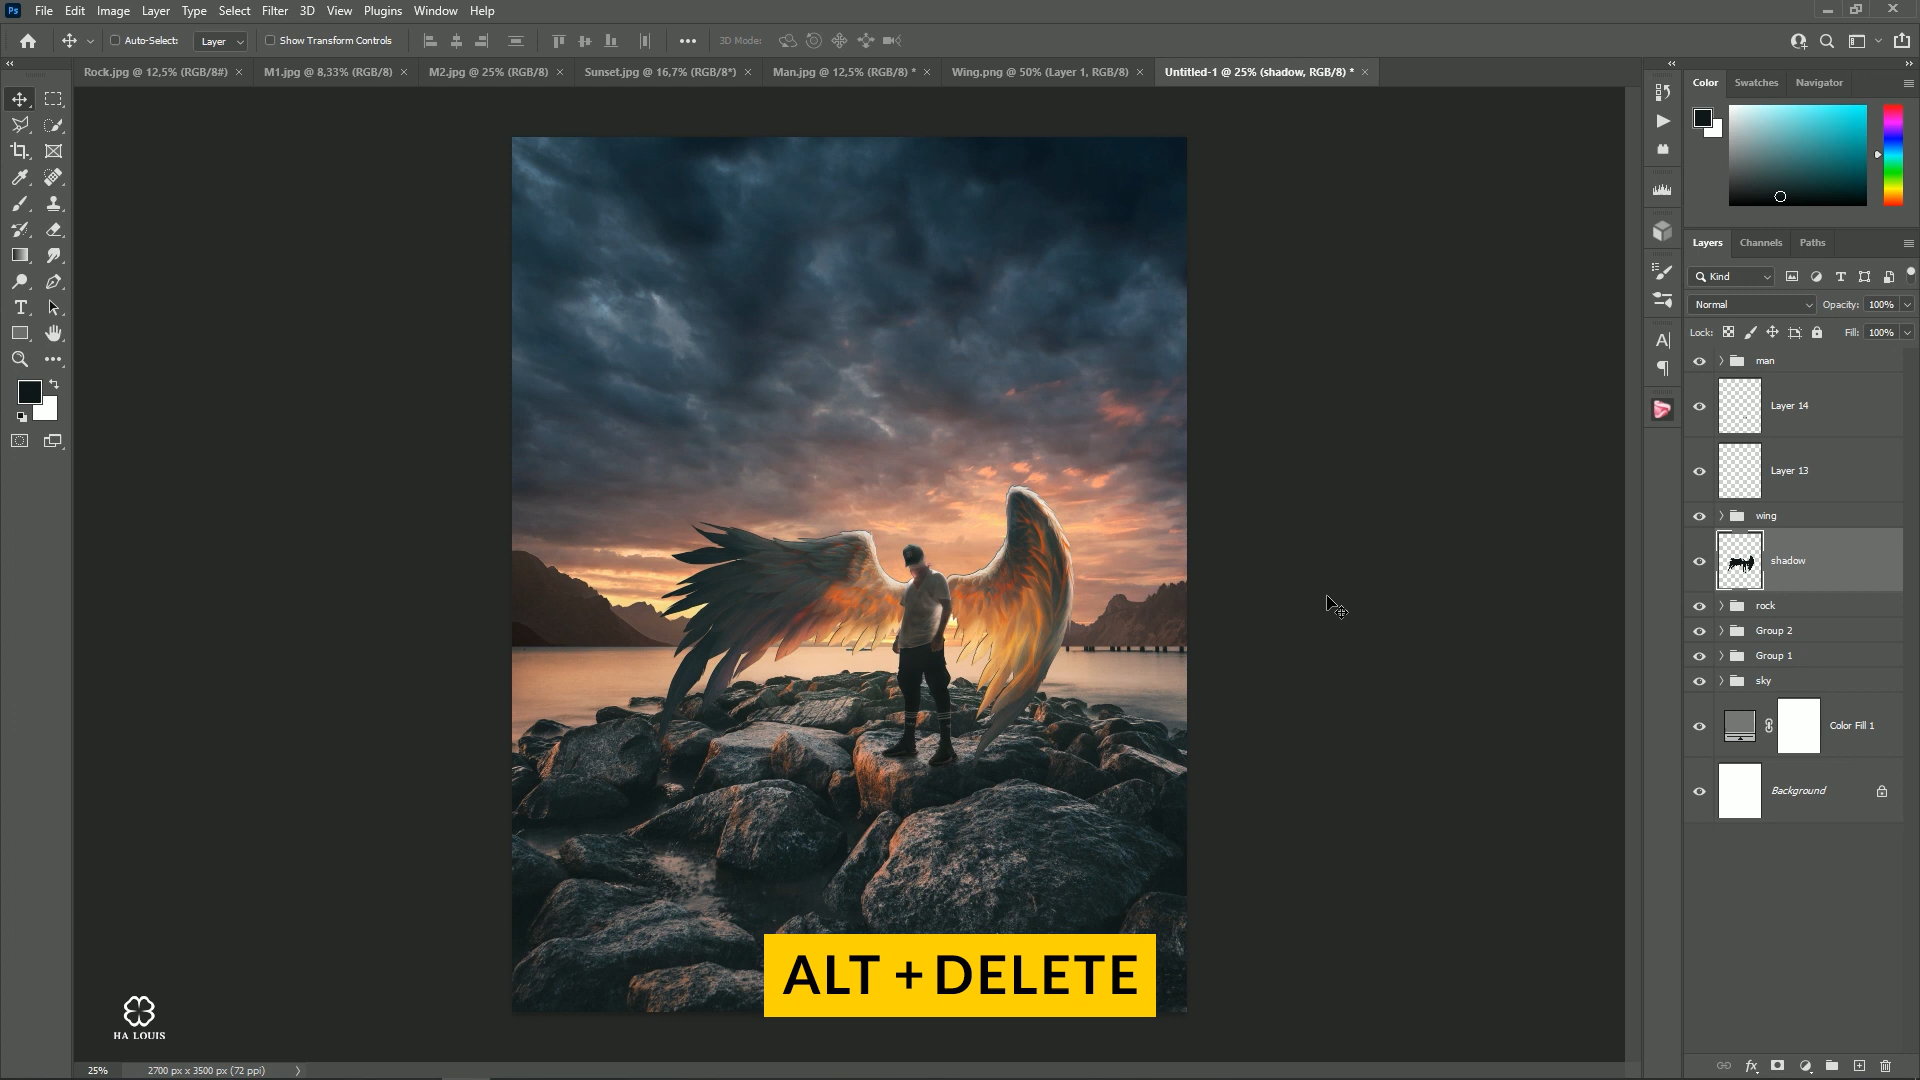 Ps File Edit Image Layer Type Select Filter 3D View Plugins Window Help
Auto-Select: Layer Show Transform Controls 3D Mode:
Rock.jpg @ 12,5% (RGB/8#) M1.jpg @ 8,33% (RGB/8) M2.jpg @ 25% (RGB/8) Sunset.jpg @ 16,7% (RGB/8*) Man.jpg @ 12,5% (RGB/8) * Wing.png @ 50% (Layer 1, RGB/8) Untitled-1 @ 25% (shadow, RGB/8) *
Color Swatches Navigator
Layers Channels Paths
Kind
Normal Opacity: 100%
Lock: Fill: 100%
man
Layer 14
Layer 13
wing
shadow
rock
Group 2
Group 1
sky
Color Fill 1
Background
ALT + DELETE
HA LOUIS
25% 2700 px x 3500 px (72 ppi)